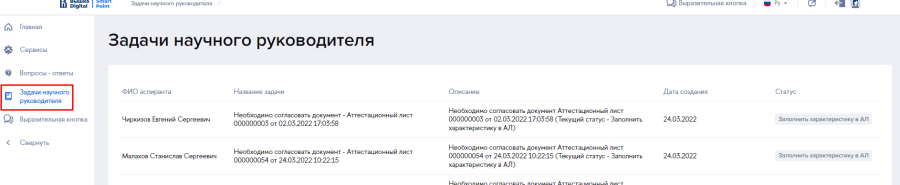 Вышка Digital Smart Point
Задачи научного руководителя /
Выразительная кнопка
Ру
Главная
Сервисы
Вопросы - ответы
Задачи научного
руководителя
Выразительная кнопка
Свернуть
Задачи научного руководителя
ФИО аспиранта Название задачи Описание Дата создания Статус
Чиркизов Евгений Сергеевич
Необходимо согласовать документ - Аттестационный лист
000000003 от 02.03.2022 17:03:58
Необходимо согласовать документ Аттестационный лист
000000003 от 02.03.2022 17:03:58 (Текущий статус - Заполнить
характеристику в АЛ)
24.03.2022
Заполнить характеристику в АЛ
Малахов Станислав Сергеевич
Необходимо согласовать документ - Аттестационный лист
000000054 от 24.03.2022 10:22:15
Необходимо согласовать документ Аттестационный лист
000000054 от 24.03.2022 10:22:15 (Текущий статус - Заполнить
характеристику в АЛ)
24.03.2022
Заполнить характеристику в АЛ
Необходимо согласовать документ Аттестационный лист